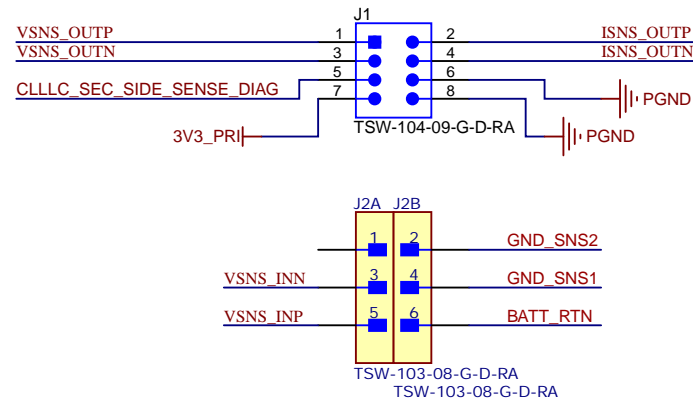 J1
VSNS_OUTP 1 2 ISNS_OUTP
VSNS_OUTN 3 4 ISNS_OUTN
CLLLC_SEC_SIDE_SENSE_DIAG 5 6 PGND
3V3_PRI 7 8 PGND
TSW-104-09-G-D-RA
J2A J2B
1 2 GND_SNS2
VSNS_INN 3 4 GND_SNS1
VSNS_INP 5 6 BATT_RTN
TSW-103-08-G-D-RA
TSW-103-08-G-D-RA